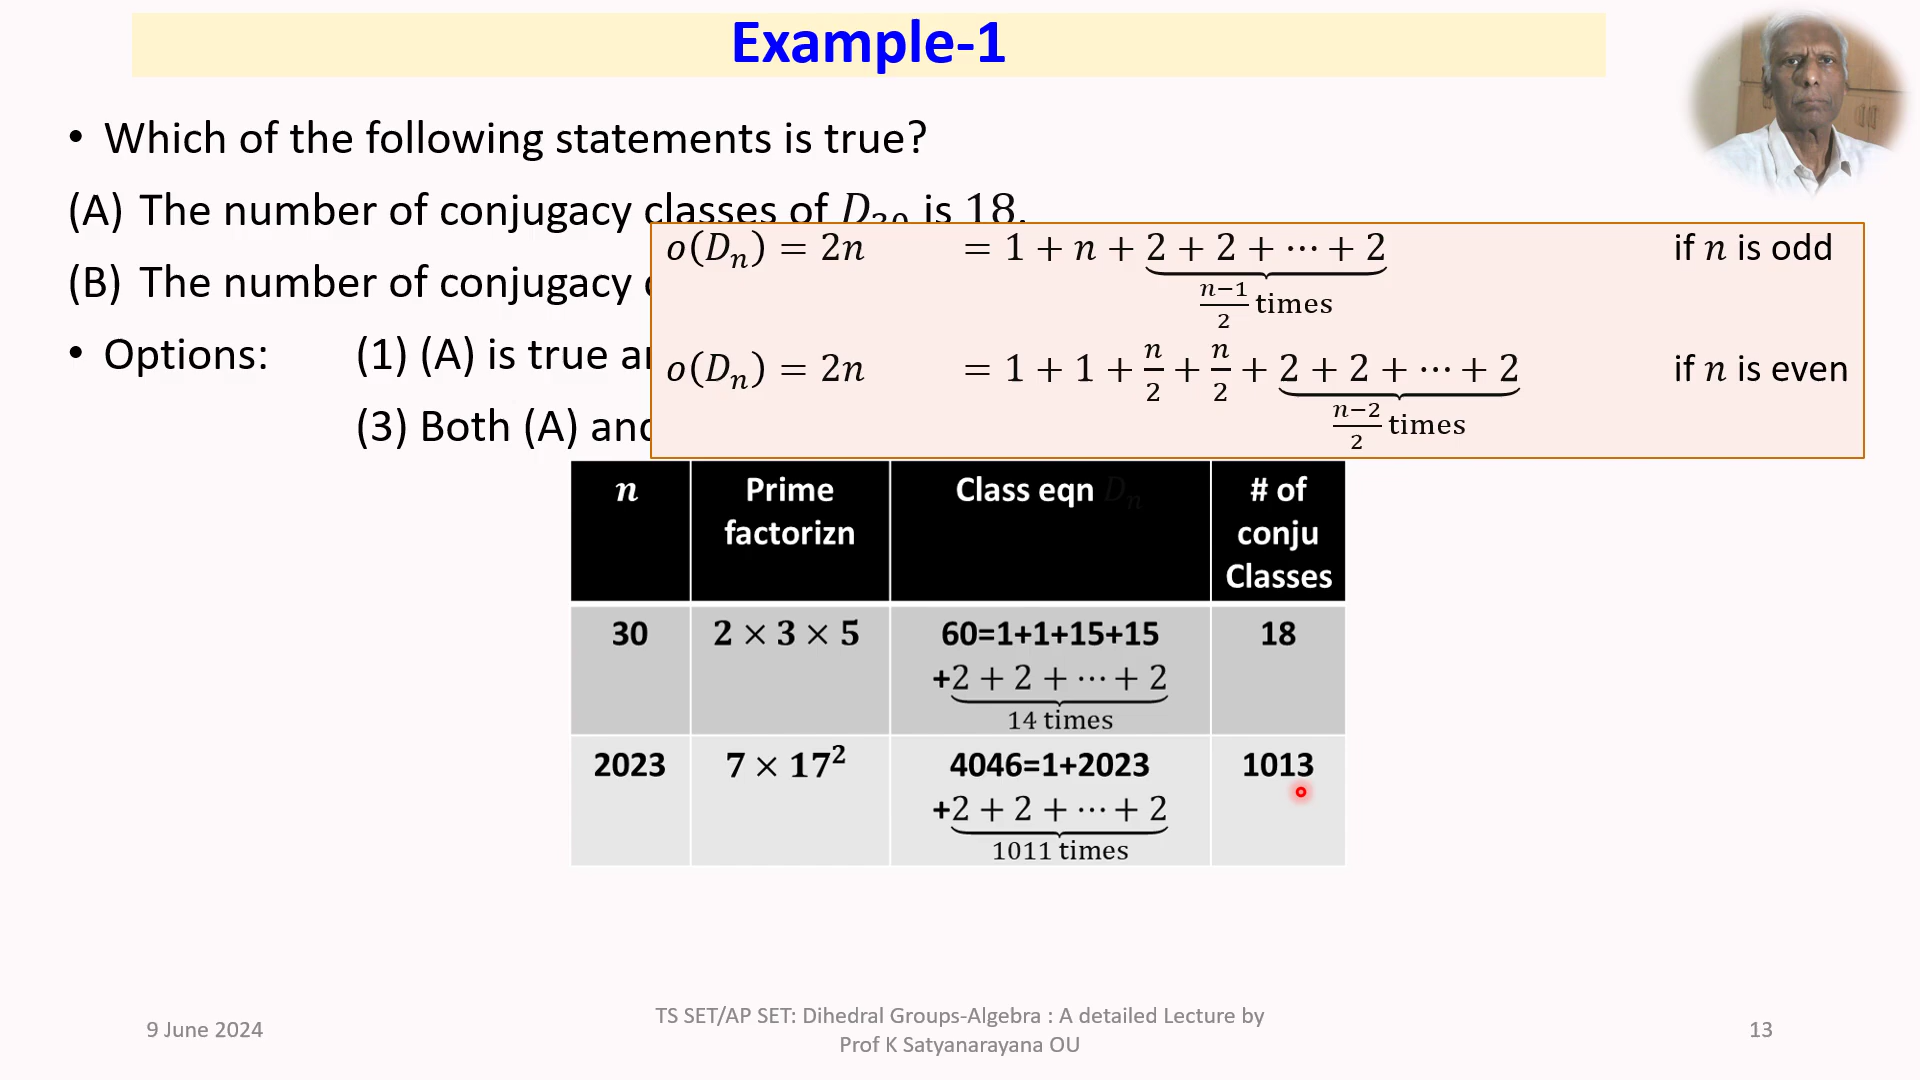 Example-1
• Which of the following statements is true?
(A) The number of conjugacy classes of D₃₀ is 18.
(B) The number of conjugacy
• Options: (1) (A) is true
(3) Both (A)
o(Dₙ) = 2n = 1 + n + 2 + 2 + ⋯ + 2 if n is odd
n−1/2 times
o(Dₙ) = 2n = 1 + 1 + n/2 + n/2 + 2 + 2 + ⋯ + 2 if n is even
n−2/2 times
n Prime factorizn Class eqn Dₙ # of conju Classes
30 2 × 3 × 5 60=1+1+15+15 18
+2 + 2 + ⋯ + 2
14 times
2023 7 × 17² 4046=1+2023 1013
+2 + 2 + ⋯ + 2
1011 times
9 June 2024
TS SET/AP SET: Dihedral Groups-Algebra : A detailed Lecture by
Prof K Satyanarayana OU
13